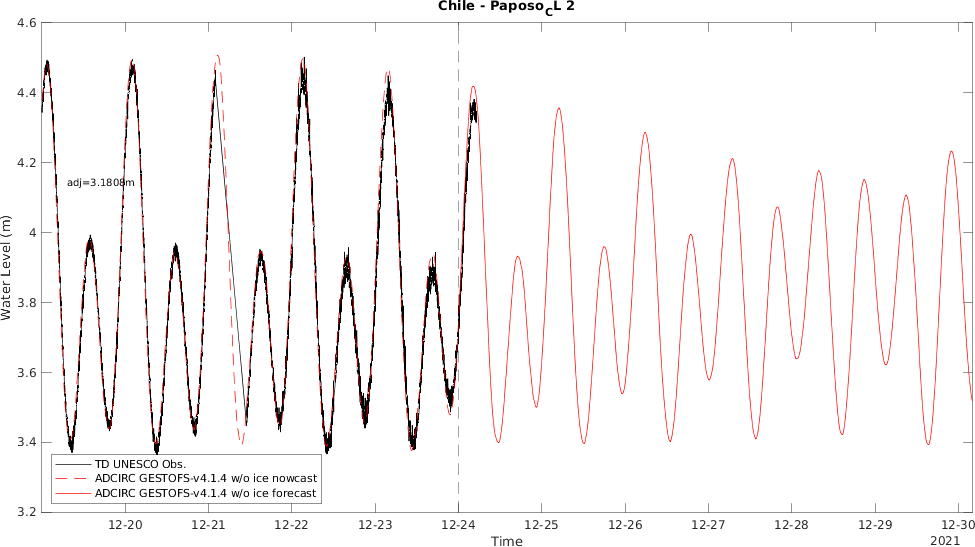 Chile - PaposoCL 2
4.6
4.4
4.2
4
3.8
3.6
3.4
3.2
Water Level (m)
adj=3.1808m
TD UNESCO Obs.
ADCIRC GESTOFS-v4.1.4 w/o ice nowcast
ADCIRC GESTOFS-v4.1.4 w/o ice forecast
12-20 12-21 12-22 12-23 12-24 12-25 12-26 12-27 12-28 12-29 12-30
Time
2021